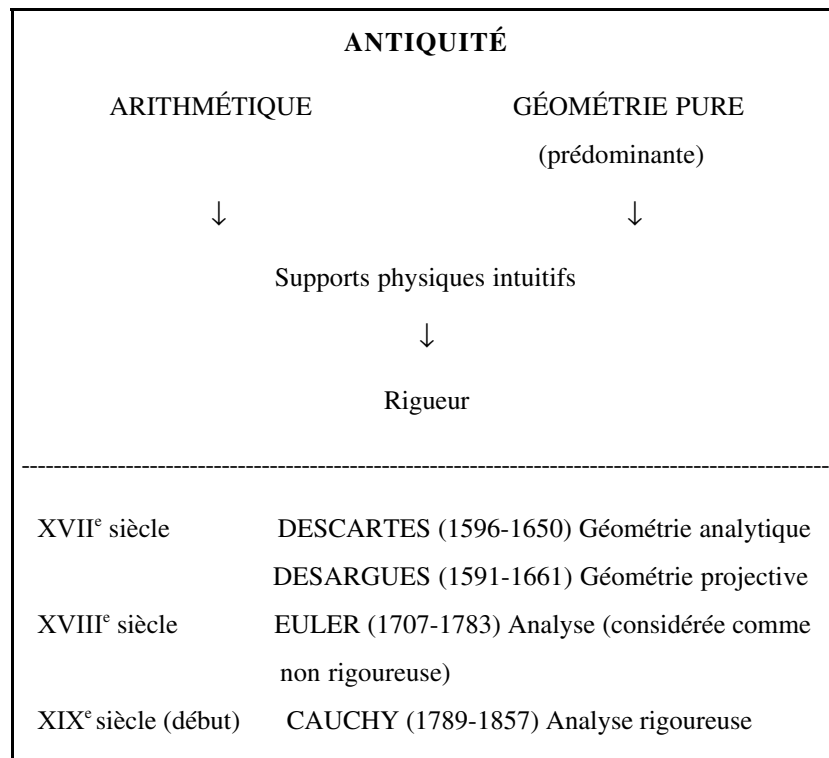 ANTIQUITÉ
ARITHMÉTIQUE GÉOMÉTRIE PURE
(prédominante)
↓ ↓
Supports physiques intuitifs
↓
Rigueur
-----------------------------------------------------------------------------------------------------
XVIIe siècle DESCARTES (1596-1650) Géométrie analytique
DESARGUES (1591-1661) Géométrie projective
XVIIIe siècle EULER (1707-1783) Analyse (considérée comme
non rigoureuse)
XIXe siècle (début) CAUCHY (1789-1857) Analyse rigoureuse